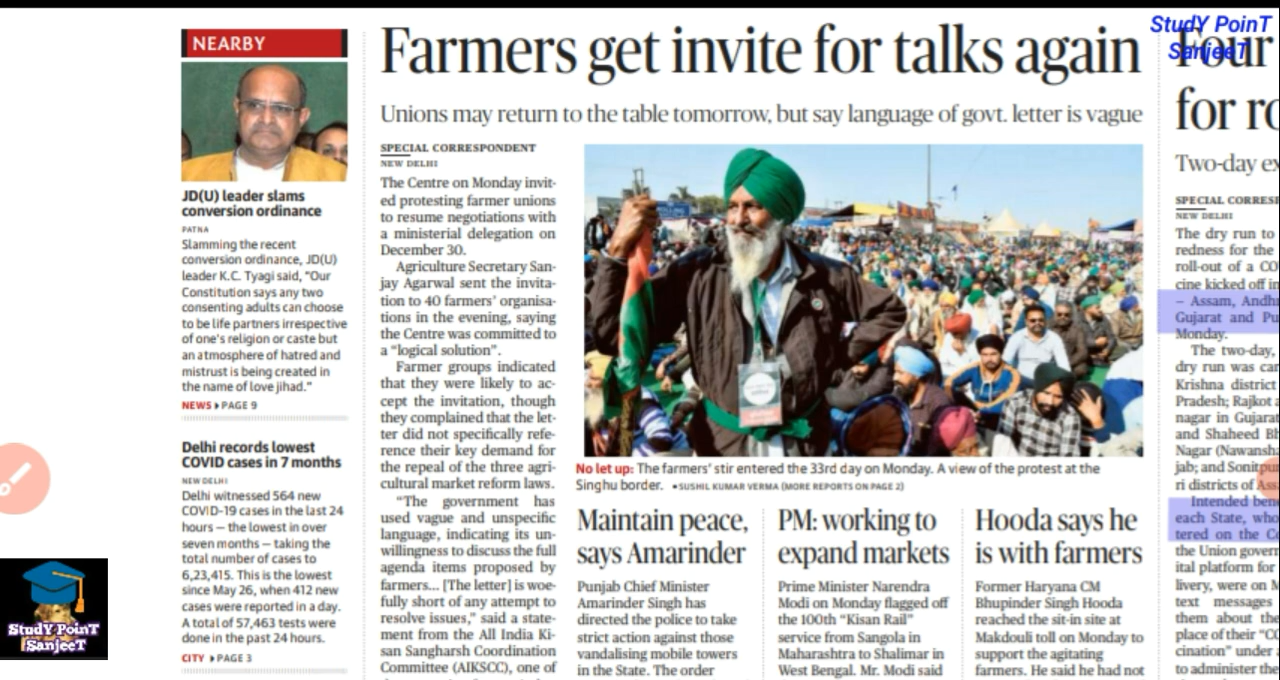 NEARBY
JD(U) leader slams
conversion ordinance
PATNA
Slamming the recent
conversion ordinance, JD(U)
leader K.C. Tyagi said, “Our
Constitution says any two
consenting adults can choose
to be life partners irrespective
of one's religion or caste but
an atmosphere of hatred and
mistrust is being created in
the name of love jihad.”
NEWS PAGE 9
Delhi records lowest
COVID cases in 7 months
NEW DELHI
Delhi witnessed 564 new
COVID-19 cases in the last 24
hours — the lowest in over
seven months — taking the
total number of cases to
6,23,415. This is the lowest
since May 26, when 412 new
cases were reported in a day.
A total of 57,463 tests were
done in the past 24 hours.
CITY PAGE 3
Farmers get invite for talks again
Unions may return to the table tomorrow, but say language of govt. letter is vague
SPECIAL CORRESPONDENT
NEW DELHI
The Centre on Monday invit-
ed protesting farmer unions
to resume negotiations with
a ministerial delegation on
December 30.
Agriculture Secretary San-
jay Agarwal sent the invita-
tion to 40 farmers' organisa-
tions in the evening, saying
the Centre was committed to
a “logical solution”.
Farmer groups indicated
that they were likely to ac-
cept the invitation, though
they complained that the let-
ter did not specifically refe-
rence their key demand for
the repeal of the three agri-
cultural market reform laws.
“The government has
used vague and unspecific
language, indicating its un-
willingness to discuss the full
agenda items proposed by
farmers... [The letter] is woe-
fully short of any attempt to
resolve issues,” said a state-
ment from the All India Ki-
san Sangharsh Coordination
Committee (AIKSCC), one of
No let up: The farmers' stir entered the 33rd day on Monday. A view of the protest at the
Singhu border. • SUSHIL KUMAR VERMA (MORE REPORTS ON PAGE 2)
Maintain peace,
says Amarinder
Punjab Chief Minister
Amarinder Singh has
directed the police to take
strict action against those
vandalising mobile towers
in the State. The order
PM: working to
expand markets
Prime Minister Narendra
Modi on Monday flagged off
the 100th “Kisan Rail”
service from Sangola in
Maharashtra to Shalimar in
West Bengal. Mr. Modi said
Hooda says he
is with farmers
Former Haryana CM
Bhupinder Singh Hooda
reached the sit-in site at
Makdouli toll on Monday to
support the agitating
farmers. He said he had not
StudY PoinT
SanjeeT
Four
for ro
Two-day ex
SPECIAL CORRESP
NEW DELHI
The dry run to
redness for the
roll-out of a CO
cine kicked off in
– Assam, Andh
Gujarat and Pu
Monday.
The two-day,
dry run was car
Krishna district
Pradesh; Rajkot a
nagar in Gujarat
and Shaheed Bh
Nagar (Nawansh
jab; and Sonitpu
ri districts of Ass
Intended bene
each State, who
tered on the Co
the Union govern
ital platform for
livery, were on M
text messages
them about the
place of their “CO
cination” under a
to administer the
StudY PoinT
SanjeeT